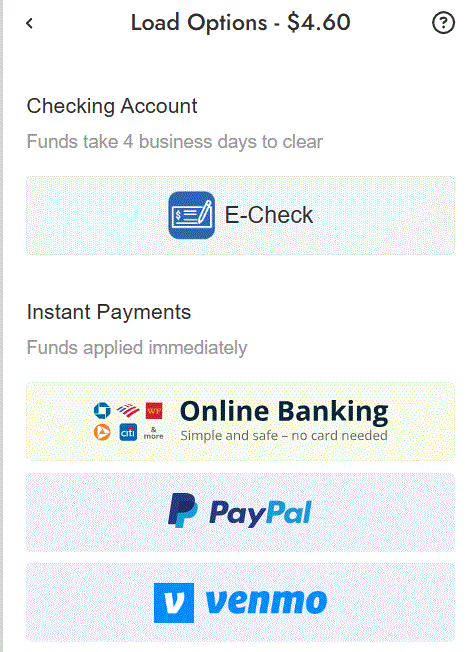 Load Options - $4.60
?
Checking Account
Funds take 4 business days to clear
$
E-Check
Instant Payments
Funds applied immediately
WF
citi
& more
Online Banking
Simple and safe – no card needed
P PayPal
V venmo